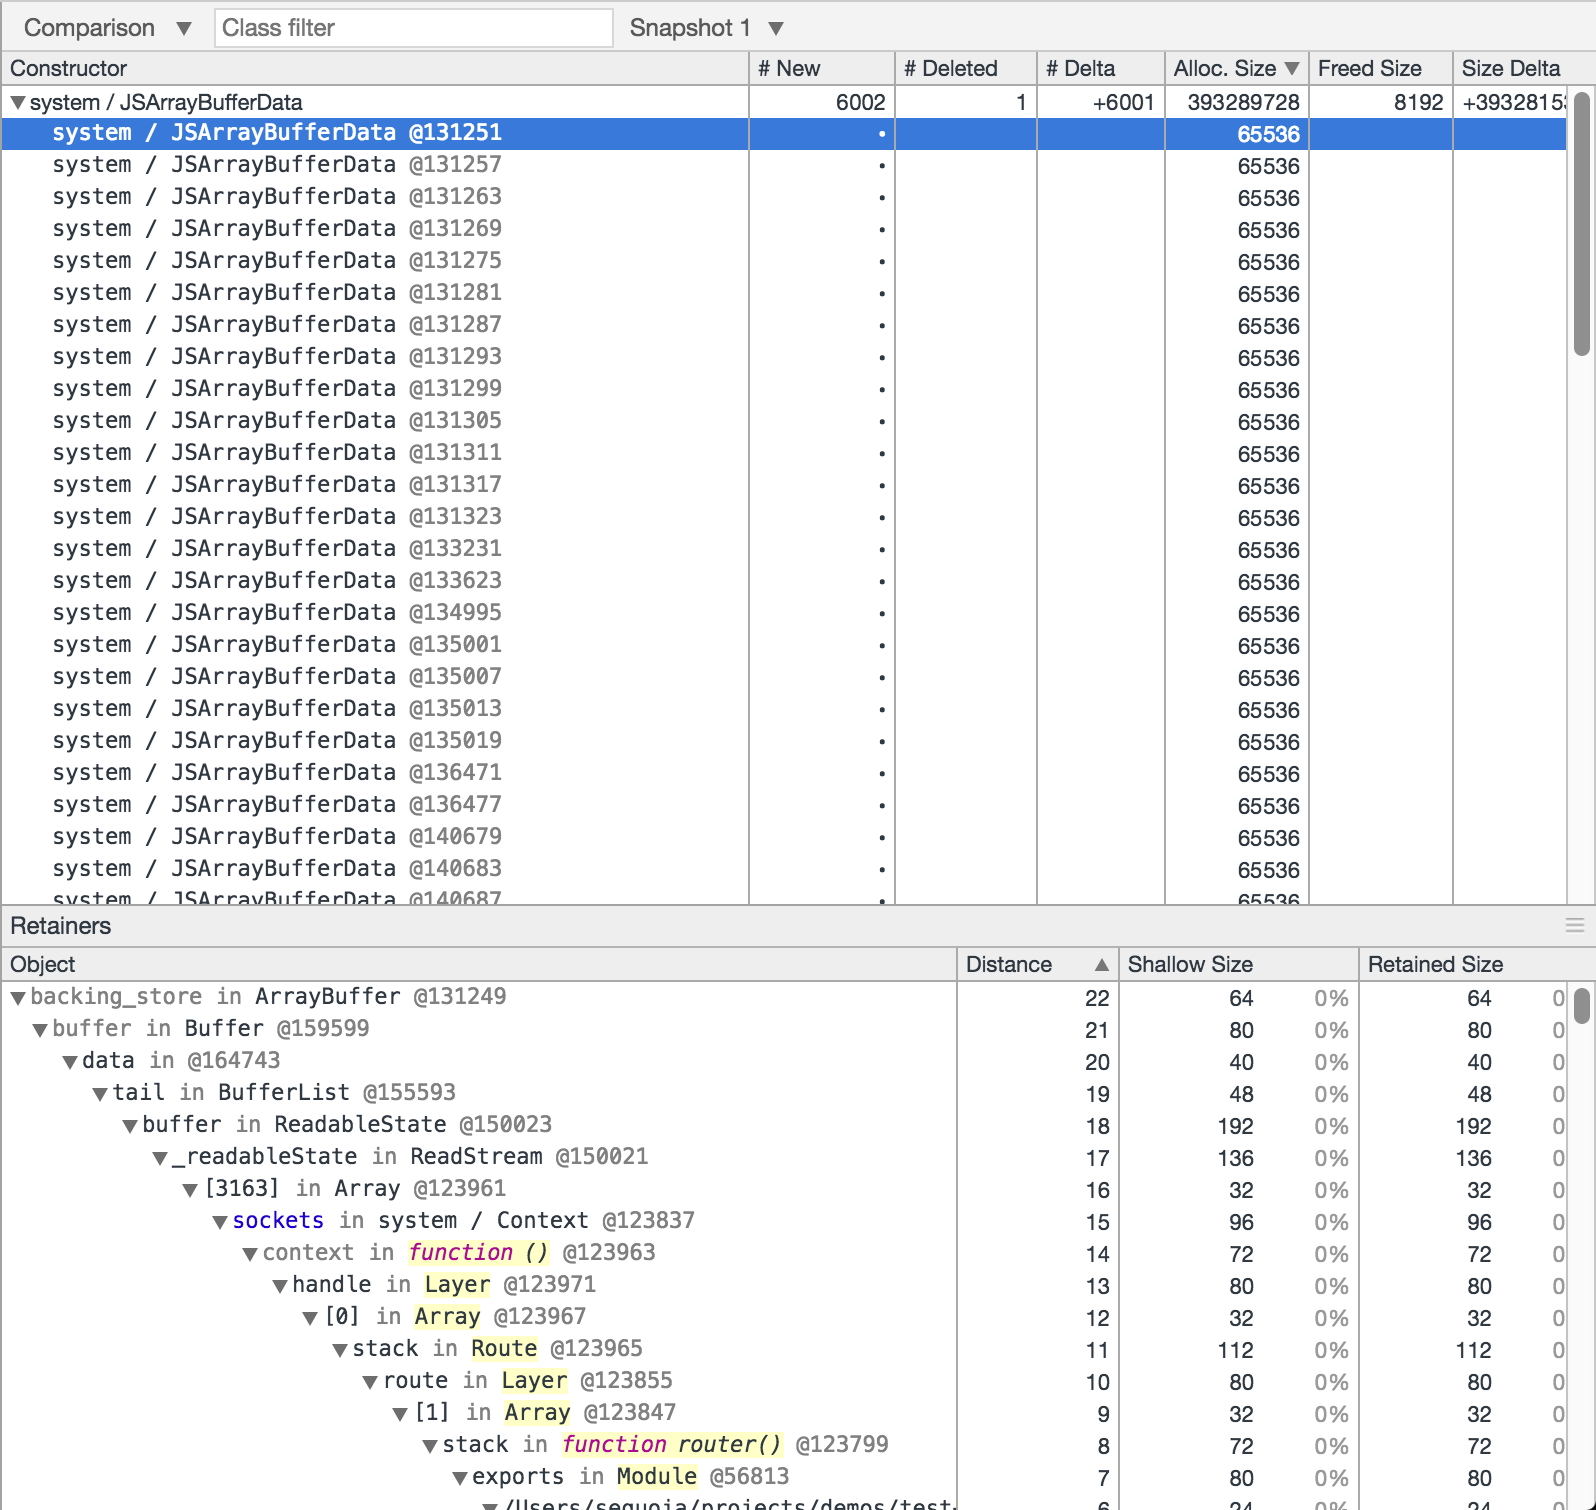 Comparison ▼ Class filter Snapshot 1 ▼
Constructor # New # Deleted # Delta Alloc. Size ▼ Freed Size Size Delta
▼ system / JSArrayBufferData 6002 1 +6001 393289728 8192 +39328153
system / JSArrayBufferData @131251 • 65536
system / JSArrayBufferData @131257 • 65536
system / JSArrayBufferData @131263 • 65536
system / JSArrayBufferData @131269 • 65536
system / JSArrayBufferData @131275 • 65536
system / JSArrayBufferData @131281 • 65536
system / JSArrayBufferData @131287 • 65536
system / JSArrayBufferData @131293 • 65536
system / JSArrayBufferData @131299 • 65536
system / JSArrayBufferData @131305 • 65536
system / JSArrayBufferData @131311 • 65536
system / JSArrayBufferData @131317 • 65536
system / JSArrayBufferData @131323 • 65536
system / JSArrayBufferData @133231 • 65536
system / JSArrayBufferData @133623 • 65536
system / JSArrayBufferData @134995 • 65536
system / JSArrayBufferData @135001 • 65536
system / JSArrayBufferData @135007 • 65536
system / JSArrayBufferData @135013 • 65536
system / JSArrayBufferData @135019 • 65536
system / JSArrayBufferData @136471 • 65536
system / JSArrayBufferData @136477 • 65536
system / JSArrayBufferData @140679 • 65536
system / JSArrayBufferData @140683 • 65536
system / JSArrayBufferData @140687 • 65536
Retainers
Object Distance ▲ Shallow Size Retained Size
▼ backing_store in ArrayBuffer @131249 22 64 0% 64 0
▼ buffer in Buffer @159599 21 80 0% 80 0
▼ data in @164743 20 40 0% 40 0
▼ tail in BufferList @155593 19 48 0% 48 0
▼ buffer in ReadableState @150023 18 192 0% 192 0
▼ _readableState in ReadStream @150021 17 136 0% 136 0
▼ [3163] in Array @123961 16 32 0% 32 0
▼ sockets in system / Context @123837 15 96 0% 96 0
▼ context in function () @123963 14 72 0% 72 0
▼ handle in Layer @123971 13 80 0% 80 0
▼ [0] in Array @123967 12 32 0% 32 0
▼ stack in Route @123965 11 112 0% 112 0
▼ route in Layer @123855 10 80 0% 80 0
▼ [1] in Array @123847 9 32 0% 32 0
▼ stack in function router() @123799 8 72 0% 72 0
▼ exports in Module @56813 7 80 0% 80 0
▼ /Users/sequoia/projects/demos/test- 6 24 0% 24 0